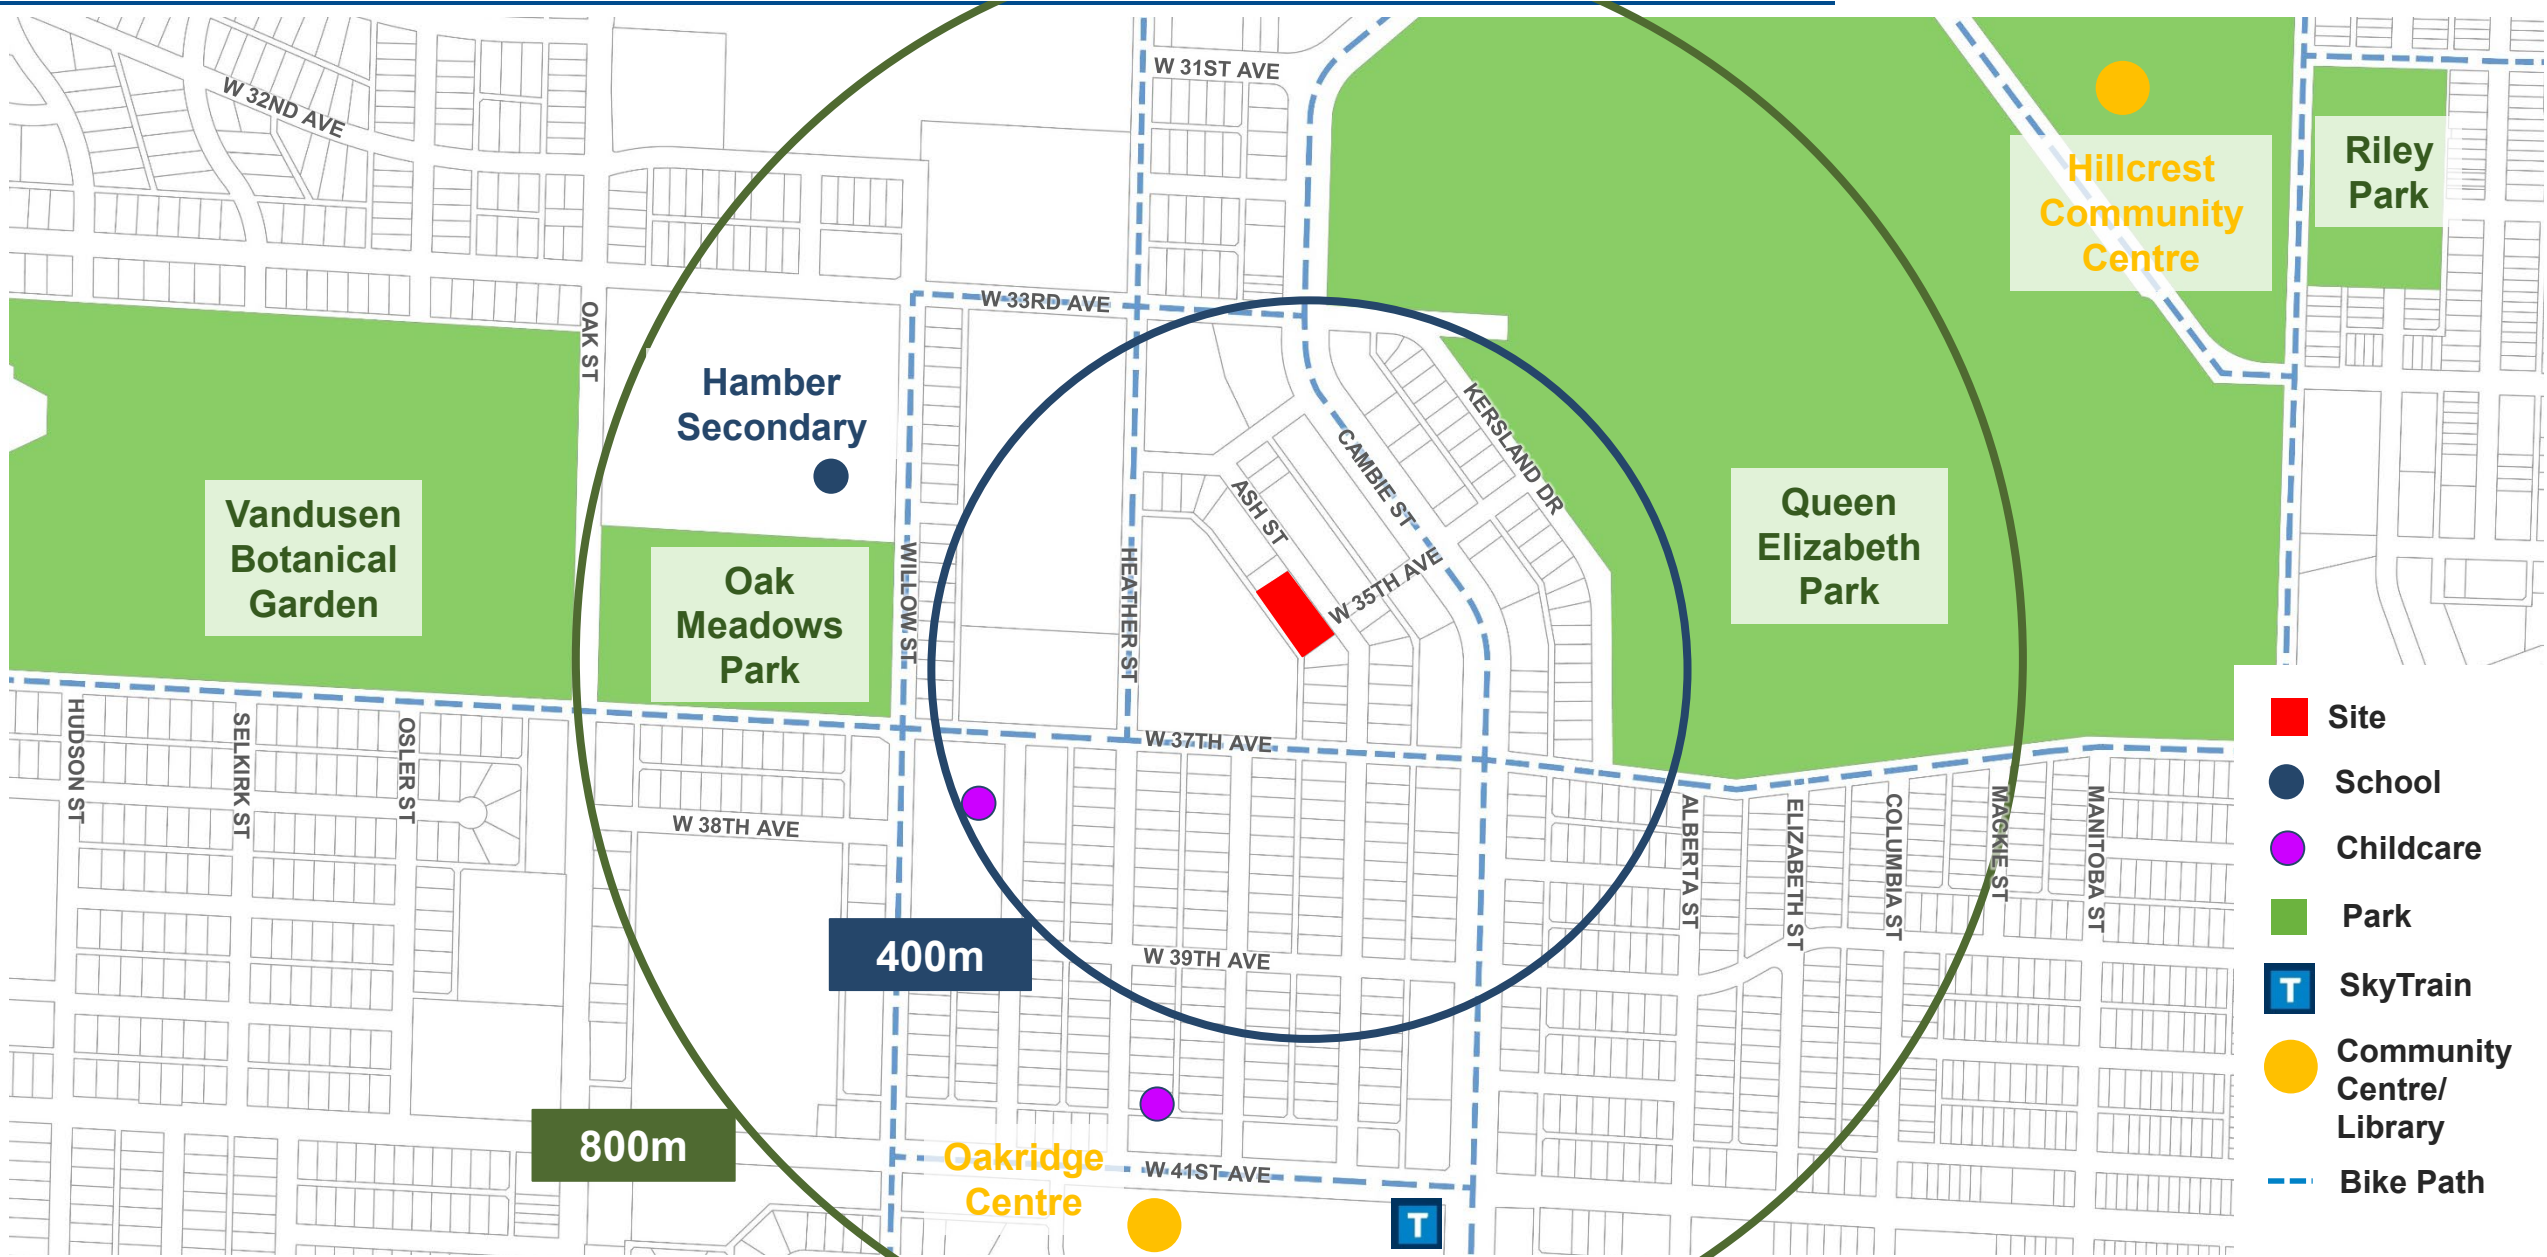 W 31ST AVE
W 32ND AVE
Hillcrest
Community
Centre
Riley
Park
W 33RD AVE
OAK ST
Hamber
Secondary
KERSLAND DR
CAMBIE ST
ASH ST
W 35TH AVE
Vandusen
Botanical
Garden
Oak
Meadows
Park
WILLOW ST
HEATHER ST
Queen
Elizabeth
Park
HUDSON ST
SELKIRK ST
OSLER ST
W 37TH AVE
W 38TH AVE
ALBERTA ST
ELIZABETH ST
COLUMBIA ST
MACKIE ST
MANITOBA ST
400m
W 39TH AVE
800m
Oakridge
Centre
W 41ST AVE
T
Site
School
Childcare
Park
T
SkyTrain
Community
Centre/
Library
Bike Path